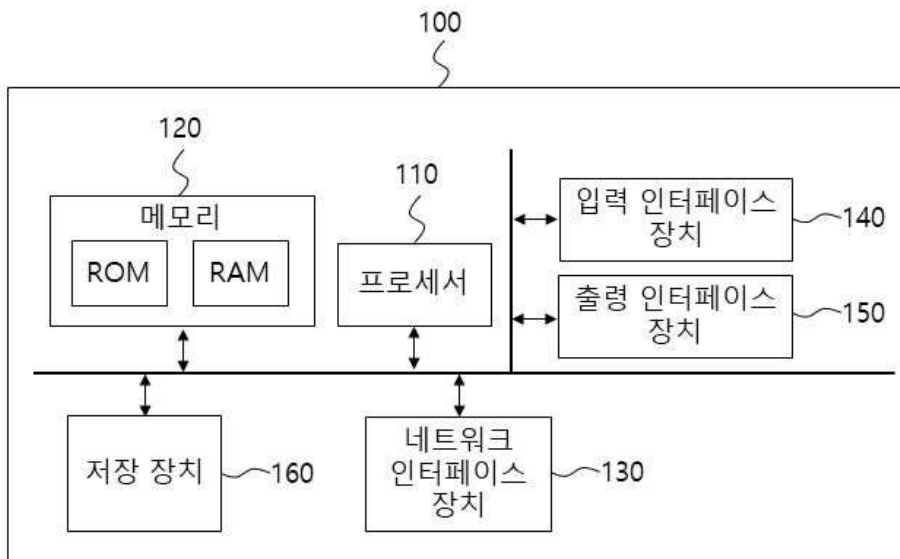 100
120
메모리
ROM
RAM
110
프로세서
입력 인터페이스
장치
140
출령 인터페이스
장치
150
저장 장치
160
네트워크
인터페이스
장치
130